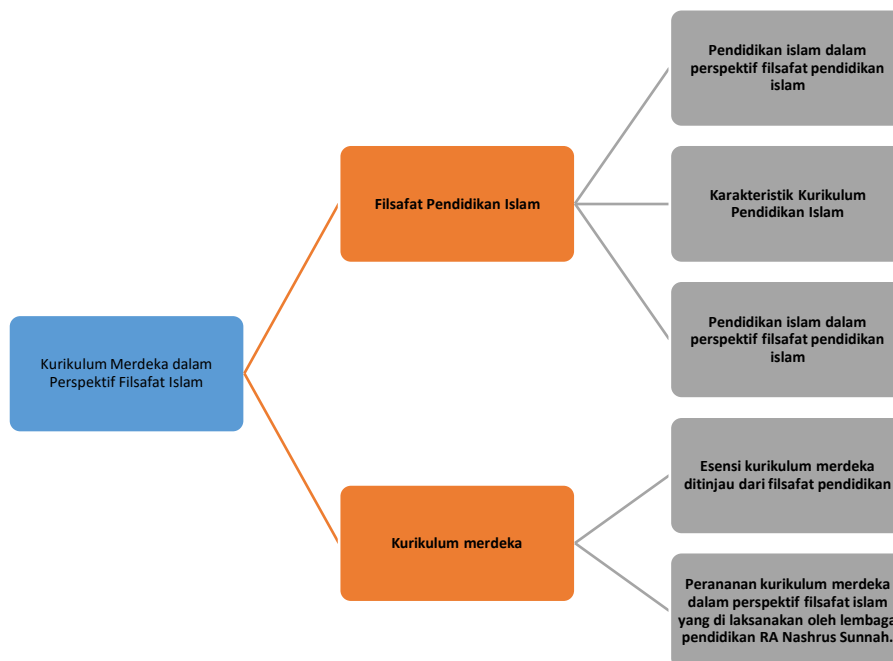 Pendidikan islam dalam
perspektif filsafat pendidikan
islam
Filsafat Pendidikan Islam
Karakteristik Kurikulum
Pendidikan Islam
Pendidikan islam dalam
perspektif filsafat pendidikan
islam
Kurikulum Merdeka dalam
Perspektif Filsafat Islam
Esensi kurikulum merdeka
ditinjau dari filsafat pendidikan
Kurikulum merdeka
Perananan kurikulum merdeka
dalam perspektif filsafat islam
yang di laksanakan oleh lembaga
pendidikan RA Nashrus Sunnah.